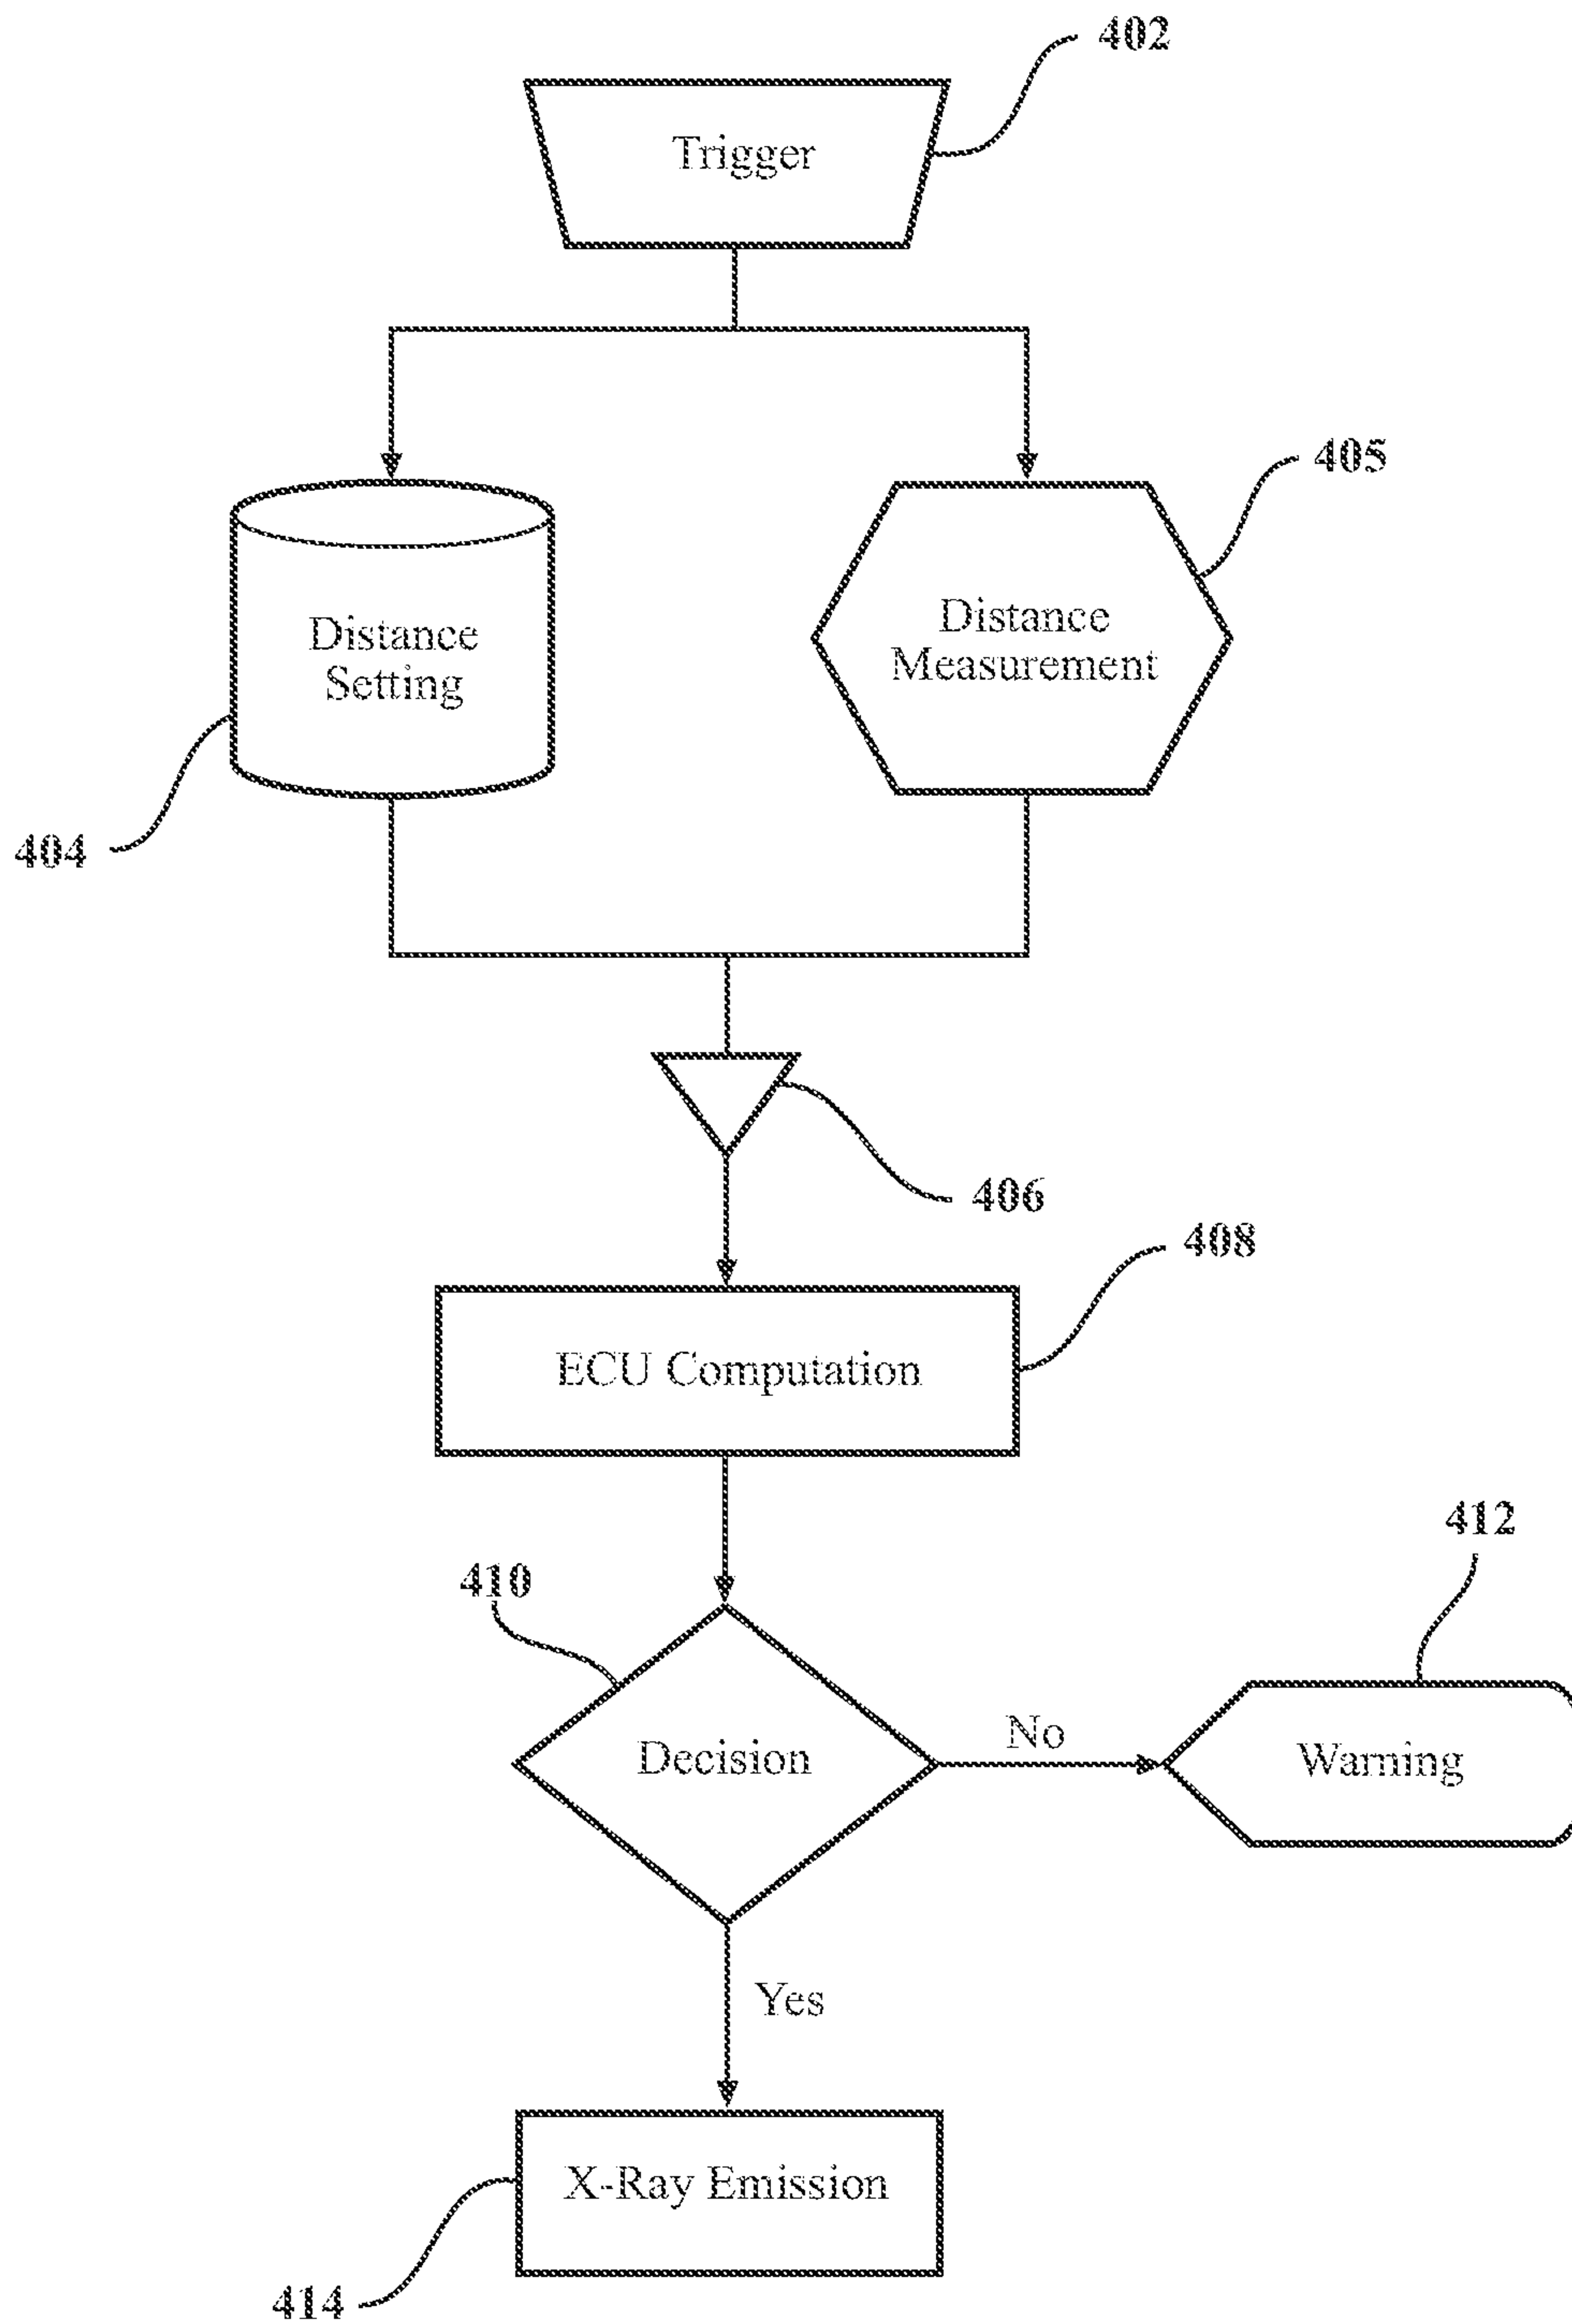 402
Trigger
405
Distance
Setting
Distance
Measurement
404
406
408
ECU Computation
412
410
Decision
No
Warning
Yes
X-Ray Emission
414